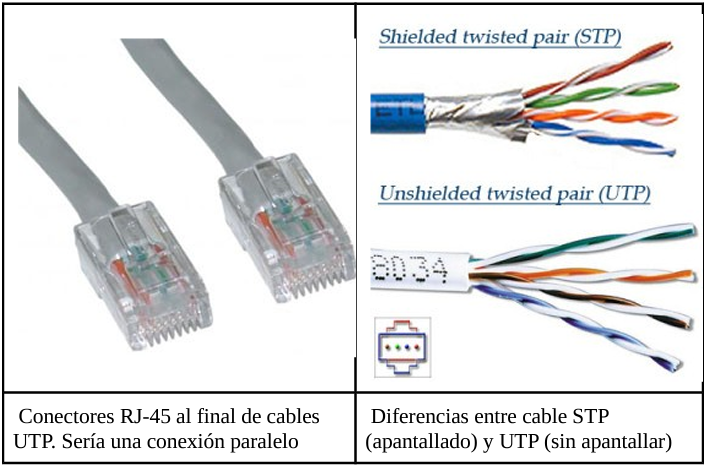 Shielded twisted pair (STP)
ETL
Unshielded twisted pair (UTP)
8034
Conectores RJ-45 al final de cables
UTP. Sería una conexión paralelo
Diferencias entre cable STP
(apantallado) y UTP (sin apantallar)